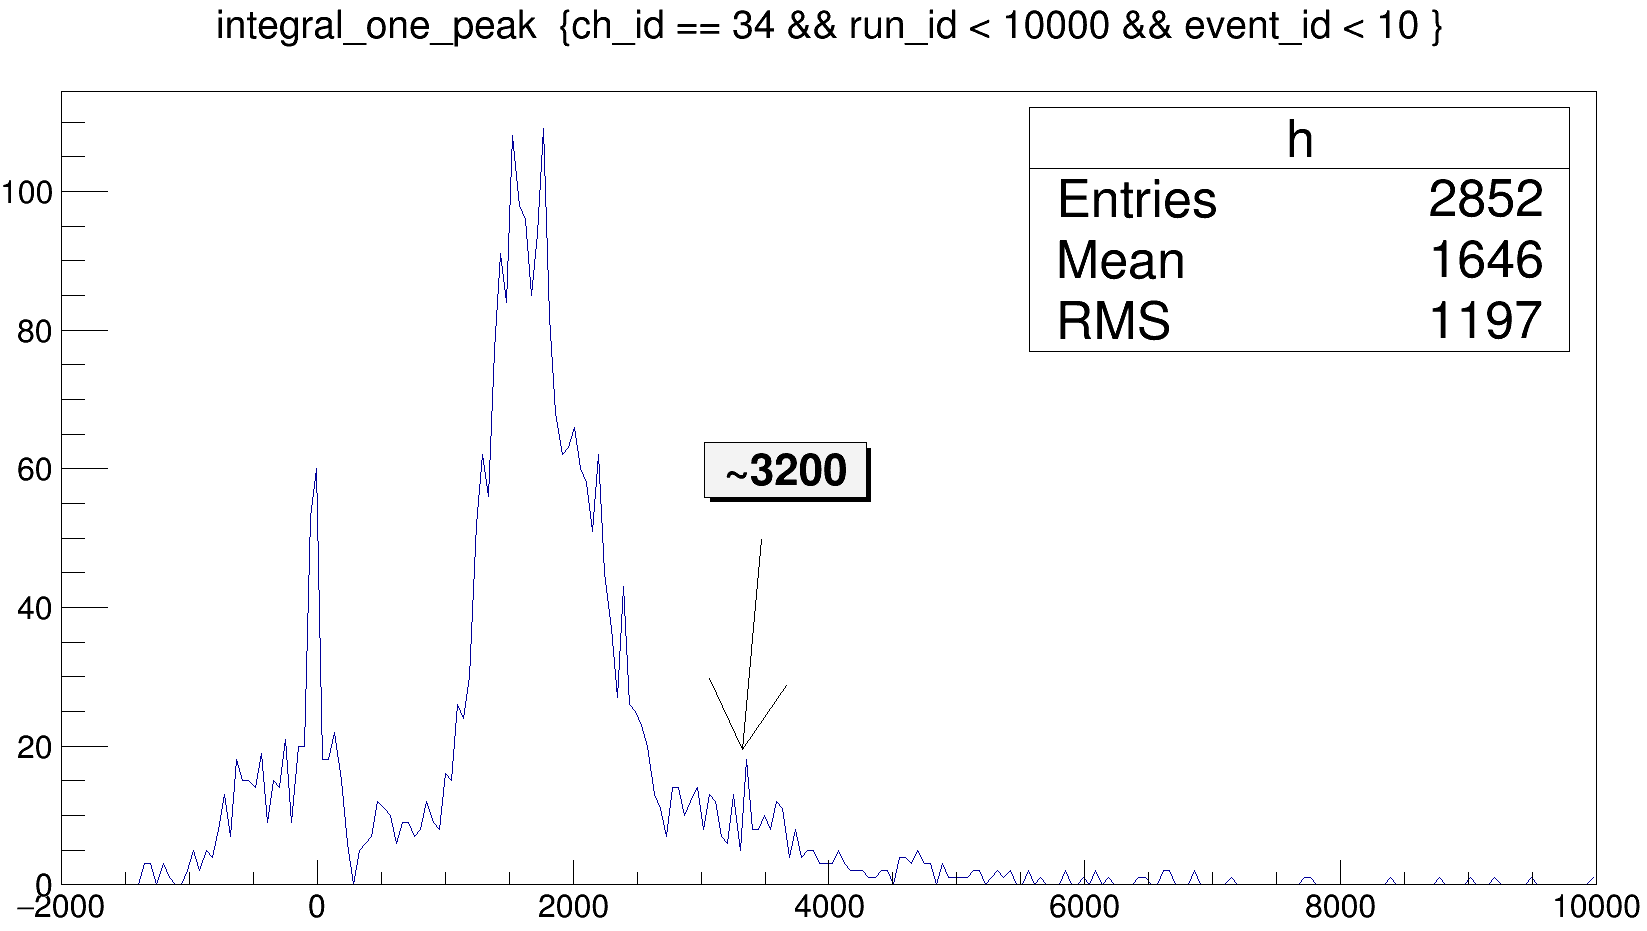 integral_one_peak {ch_id == 34 && run_id < 10000 && event_id < 10 }
h
Entries 2852
Mean 1646
RMS 1197
100
80
60
40
20
0
~3200
−2000 0 2000 4000 6000 8000 10000